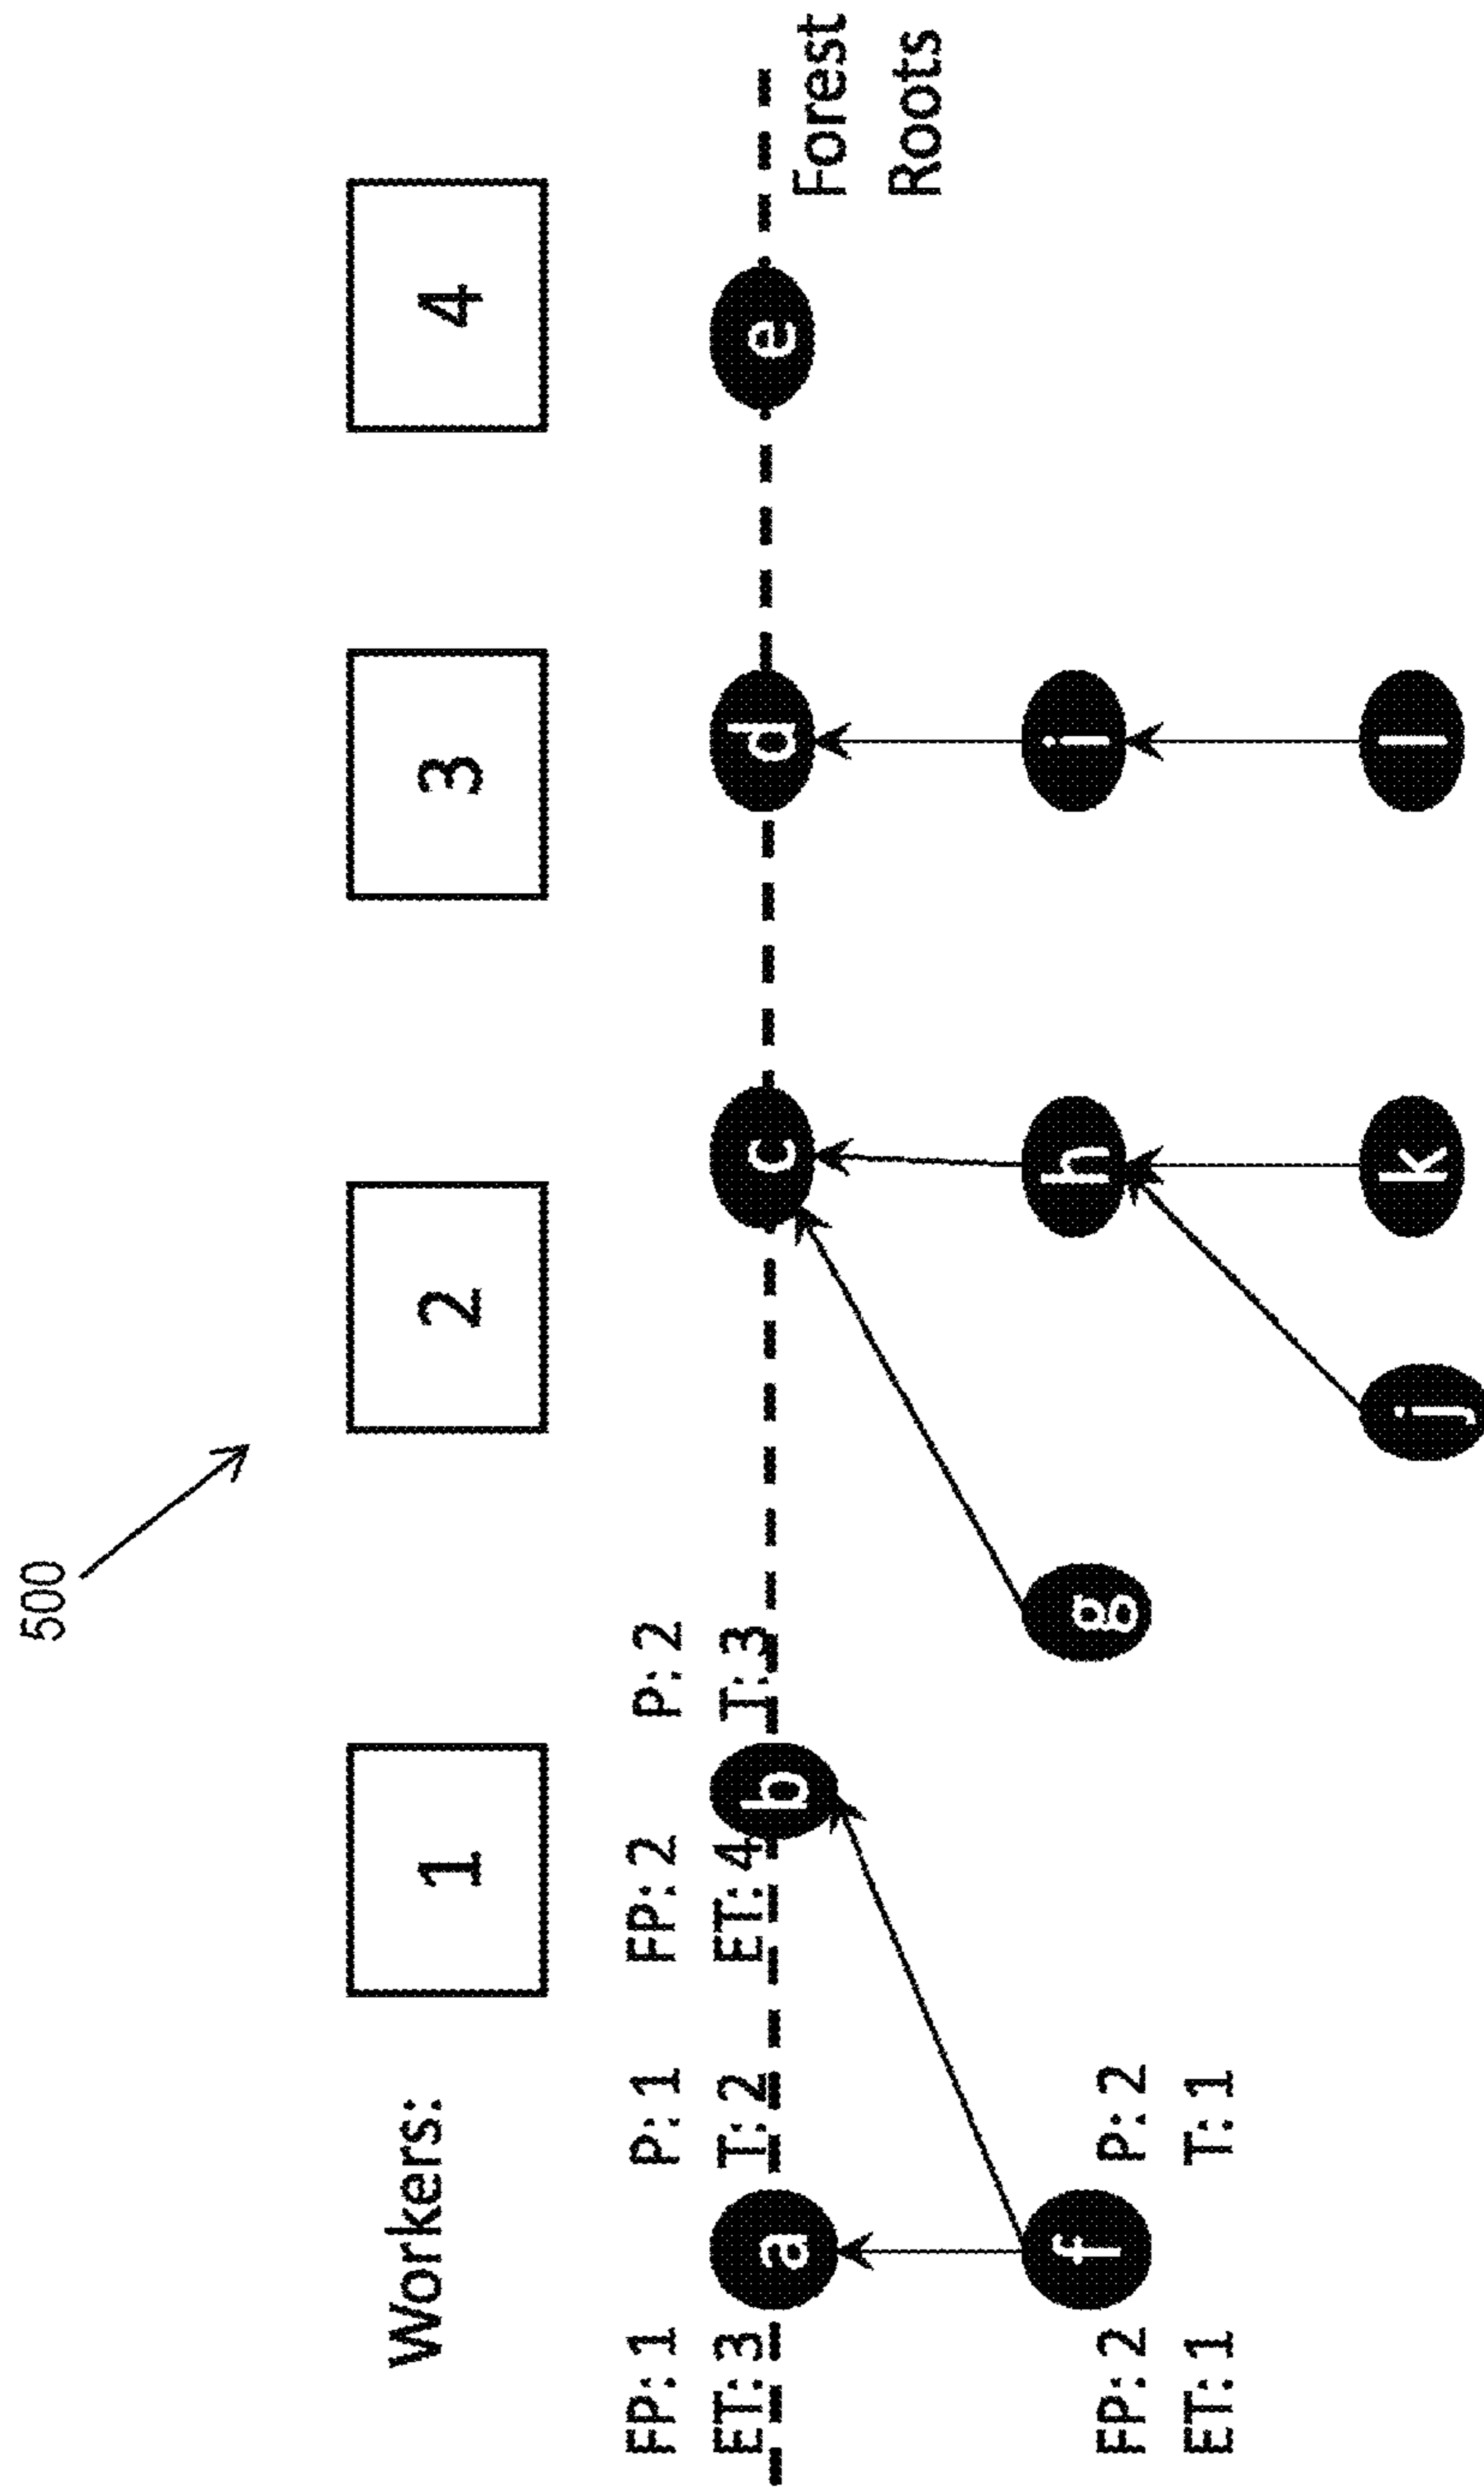 500
Workers:
1
2
3
4
FP: 1
P: 1
FP: 2
P: 2
ET: 3
T: 2
ET: 4
T: 3
a
b
c
d
e
Forest
Roots
FP: 2
P: 2
ET: 1
T: 1
f
g
h
i
j
k
l